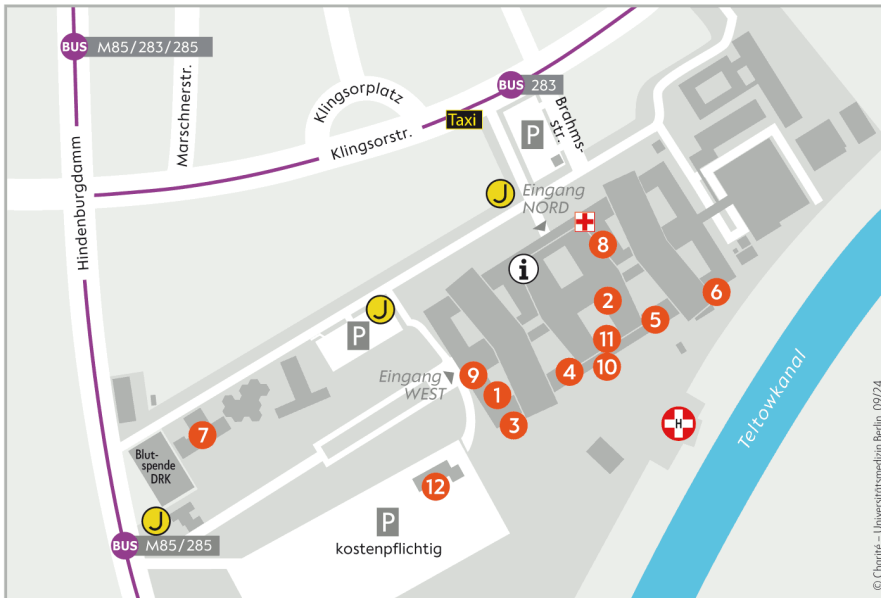 BUS M85/283/285
Marschnerstr.
Klingsorplatz
BUS 283
Taxi
P
Brahms-
str.
Klingsorstr.
Hindenburgdamm
J
Eingang
NORD
8
i
2
6
J
5
P
11
Eingang
WEST
9
4
10
1
3
H
7
Blut-
spende
DRK
12
J
P
kostenpflichtig
BUS M85/285
Teltowkanal
© Charité – Universitätsmedizin Berlin, 09/24